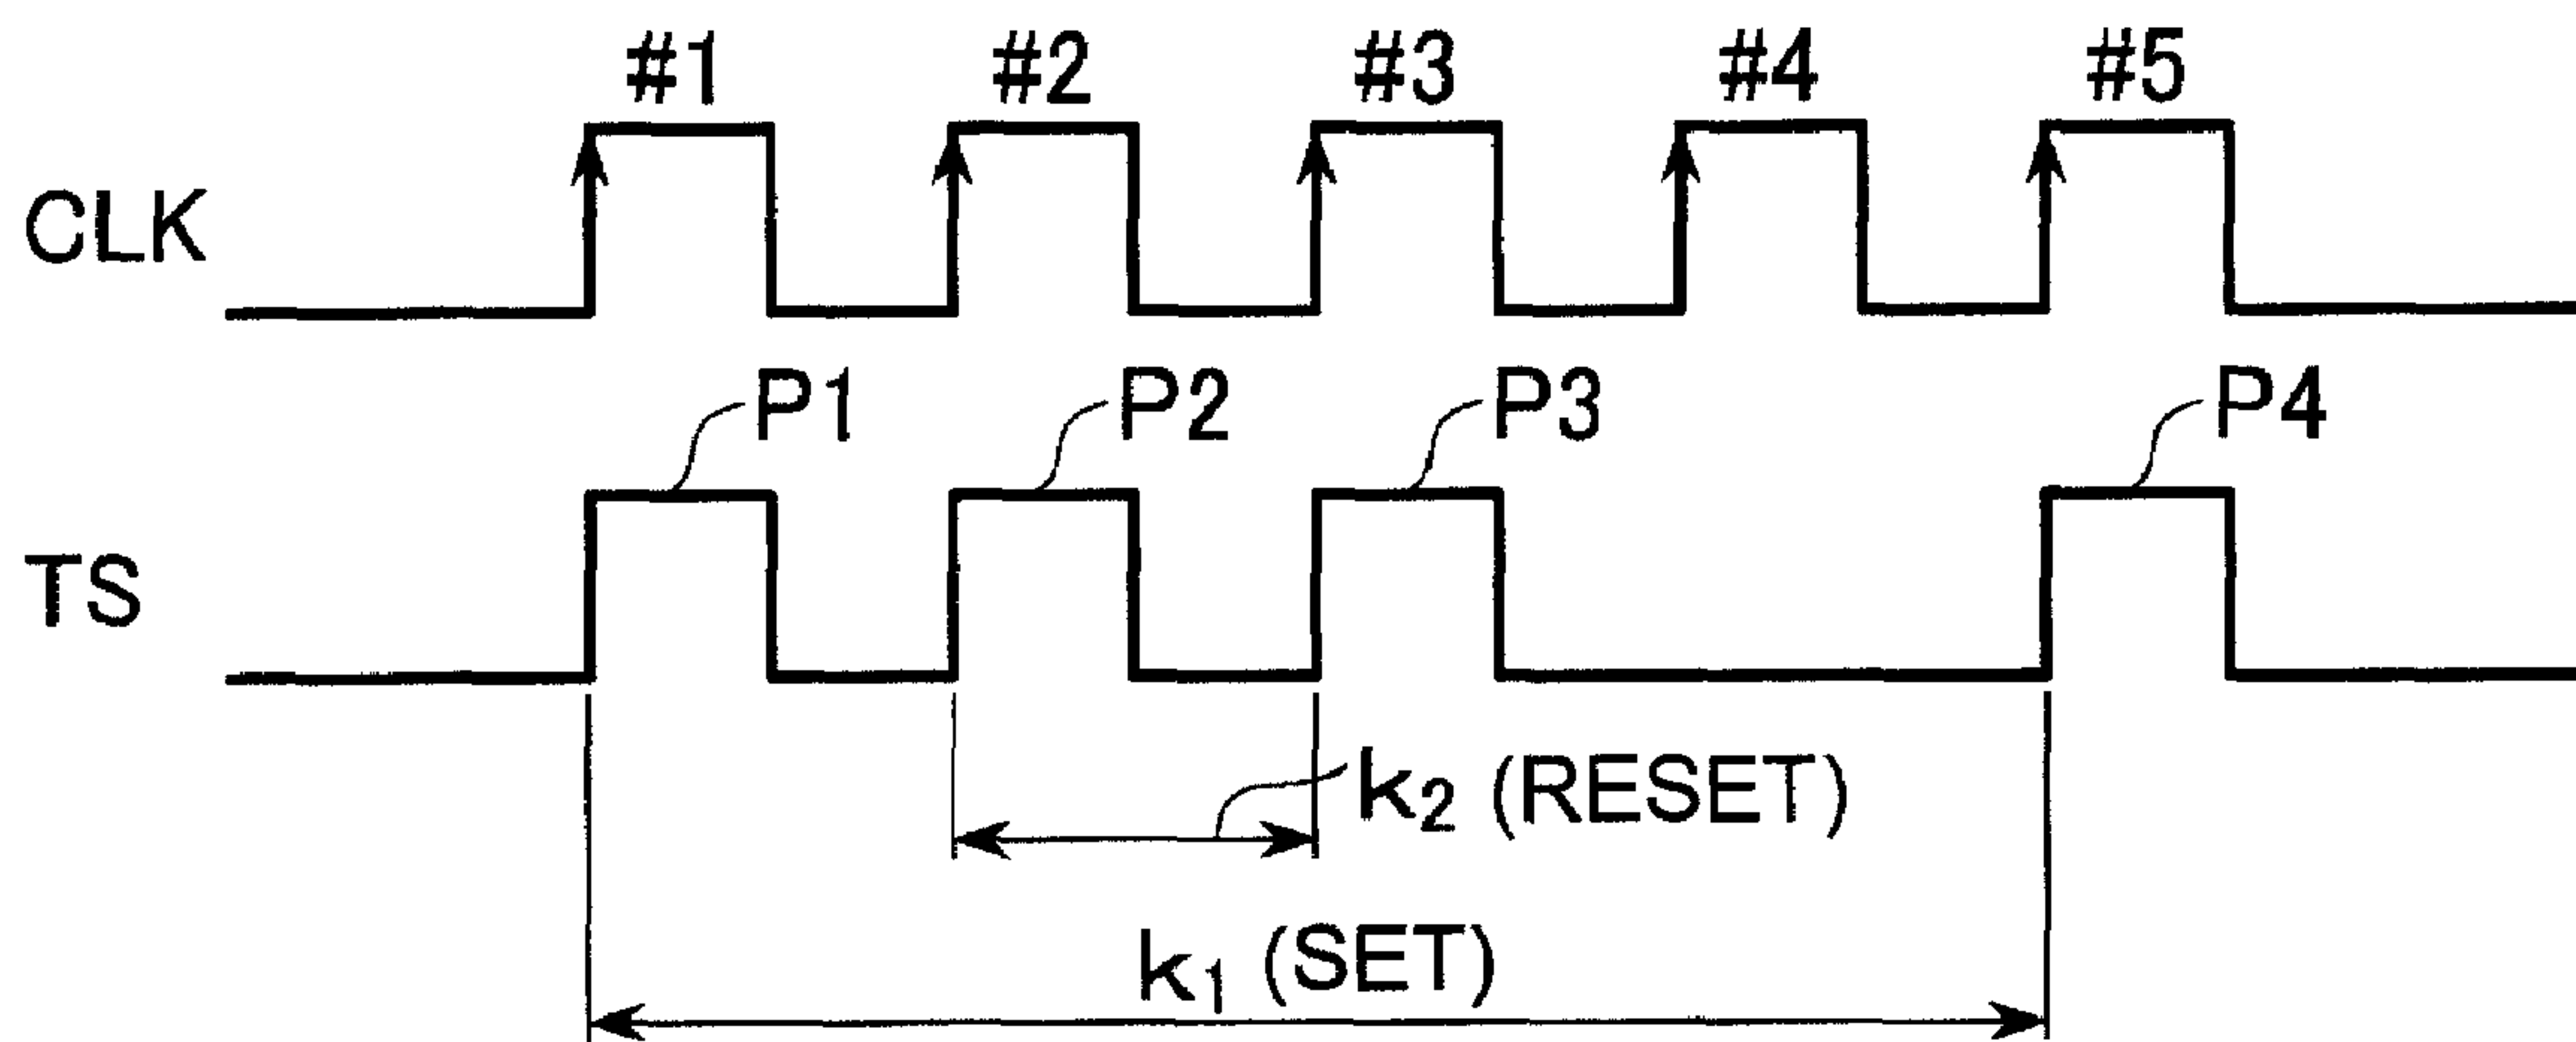 #1 #2 #3 #4 #5
CLK
P1 P2 P3 P4
TS
k₂ (RESET)
k₁ (SET)